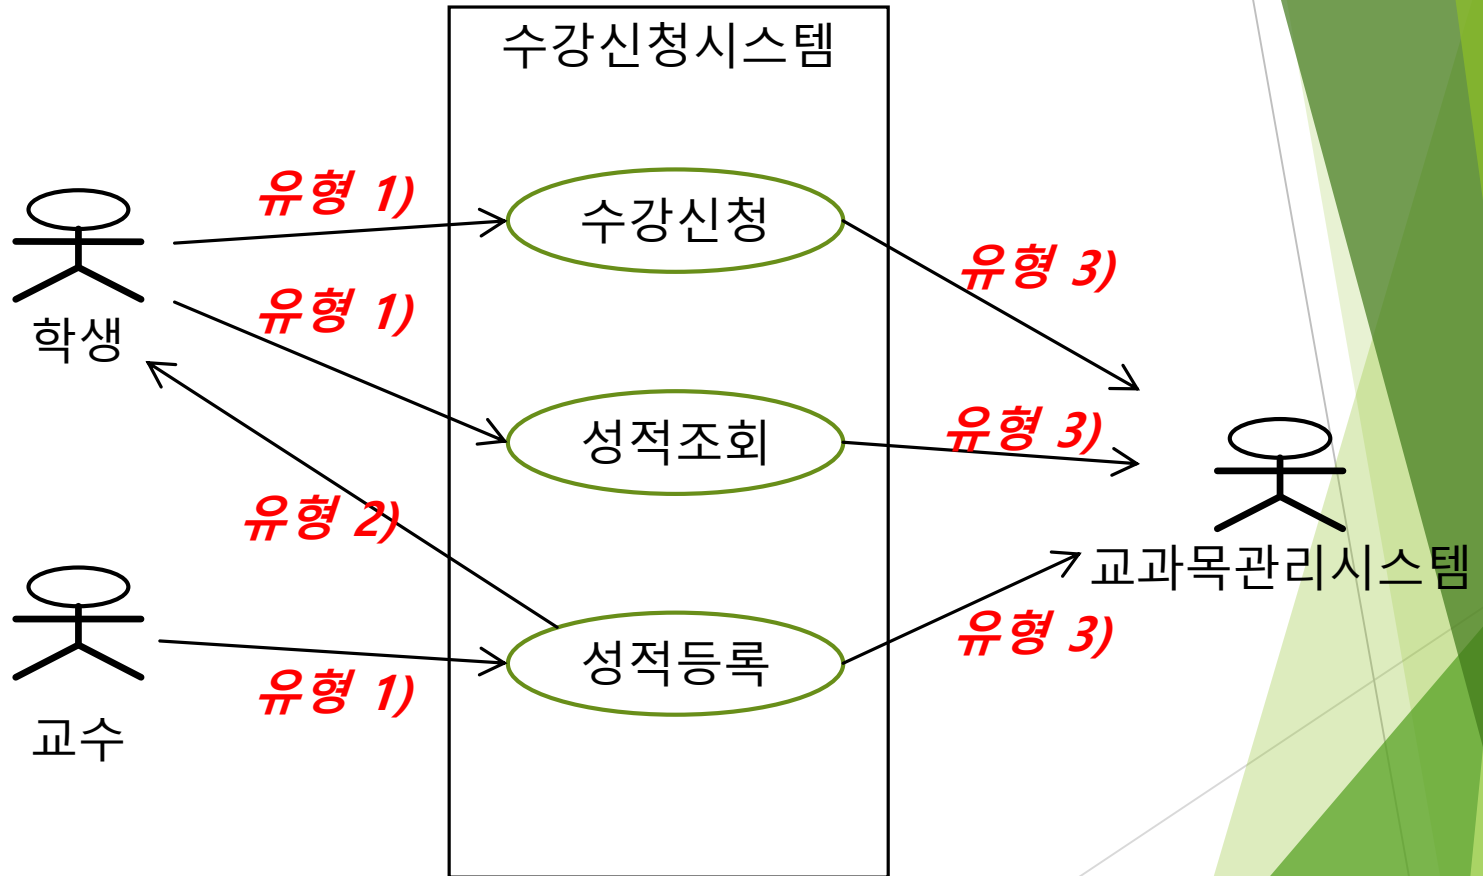 수강신청시스템
유형 1)
수강신청
유형 3)
유형 1)
학생
유형 3)
성적조회
유형 2)
교과목관리시스템
유형 3)
성적등록
유형 1)
교수